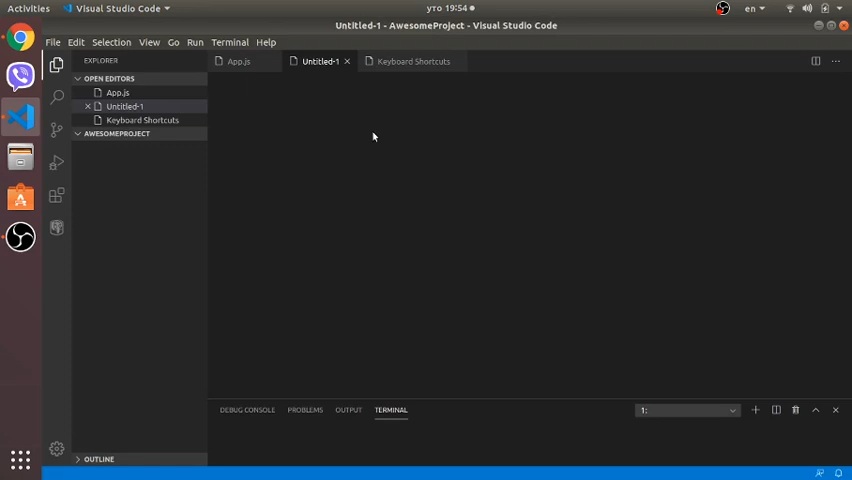 Activities Visual Studio Code уто 19:54 en
Untitled-1 - AwesomeProject - Visual Studio Code
File Edit Selection View Go Run Terminal Help
EXPLORER App.js Untitled-1 Keyboard Shortcuts
OPEN EDITORS
App.js
Untitled-1
Keyboard Shortcuts
AWESOMEPROJECT
DEBUG CONSOLE PROBLEMS OUTPUT TERMINAL 1:
OUTLINE